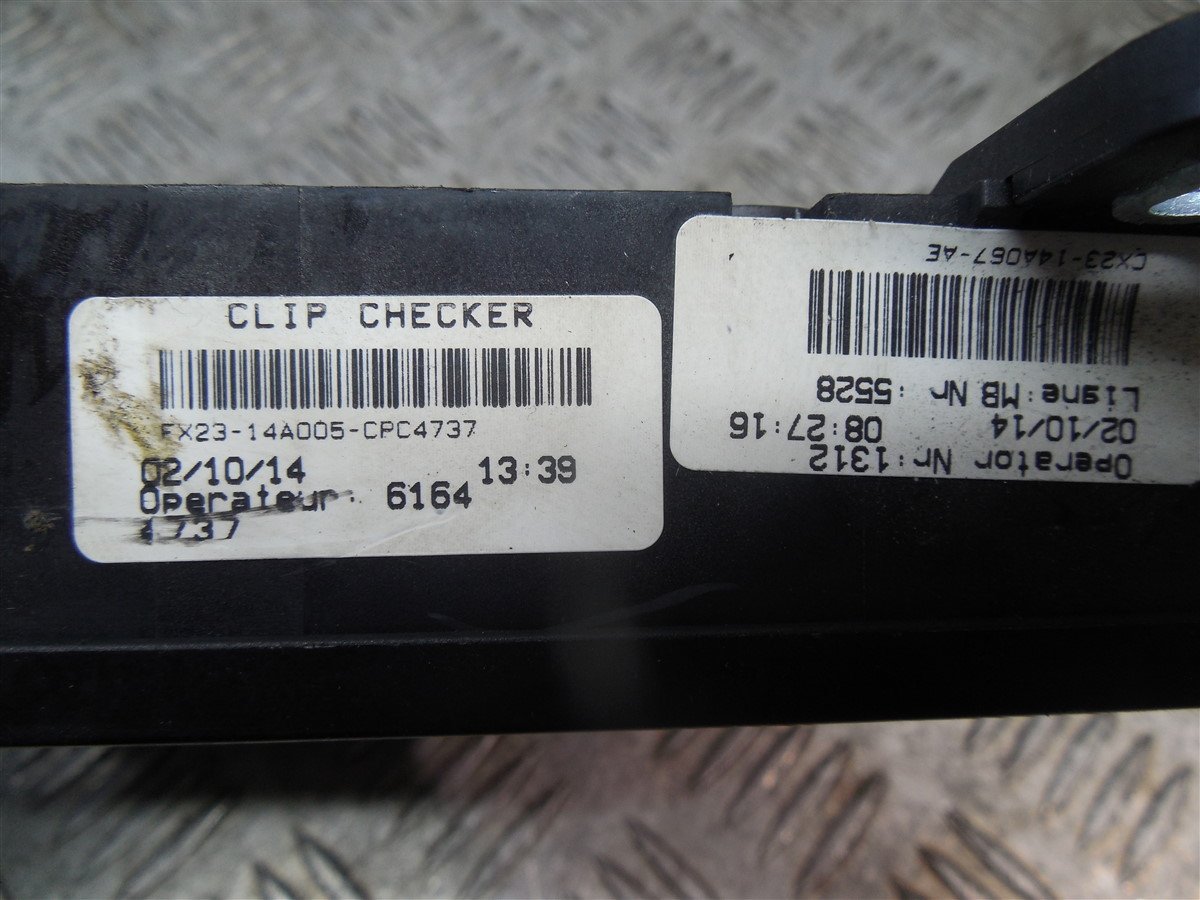 CLIP CHECKER
FX23-14A005-CPC4737
02/10/14 13:39
Operateur: 6164
4737
Operator Nr:1312
02/10/14 08:27:16
Ligne:MB Nr :5528
CX23-14A067-AE